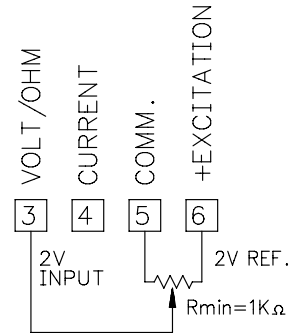 VOLT/OHM
CURRENT
COMM.
+EXCITATION
3 4 5 6
2V
INPUT
2V REF.
Rmin=1KΩ